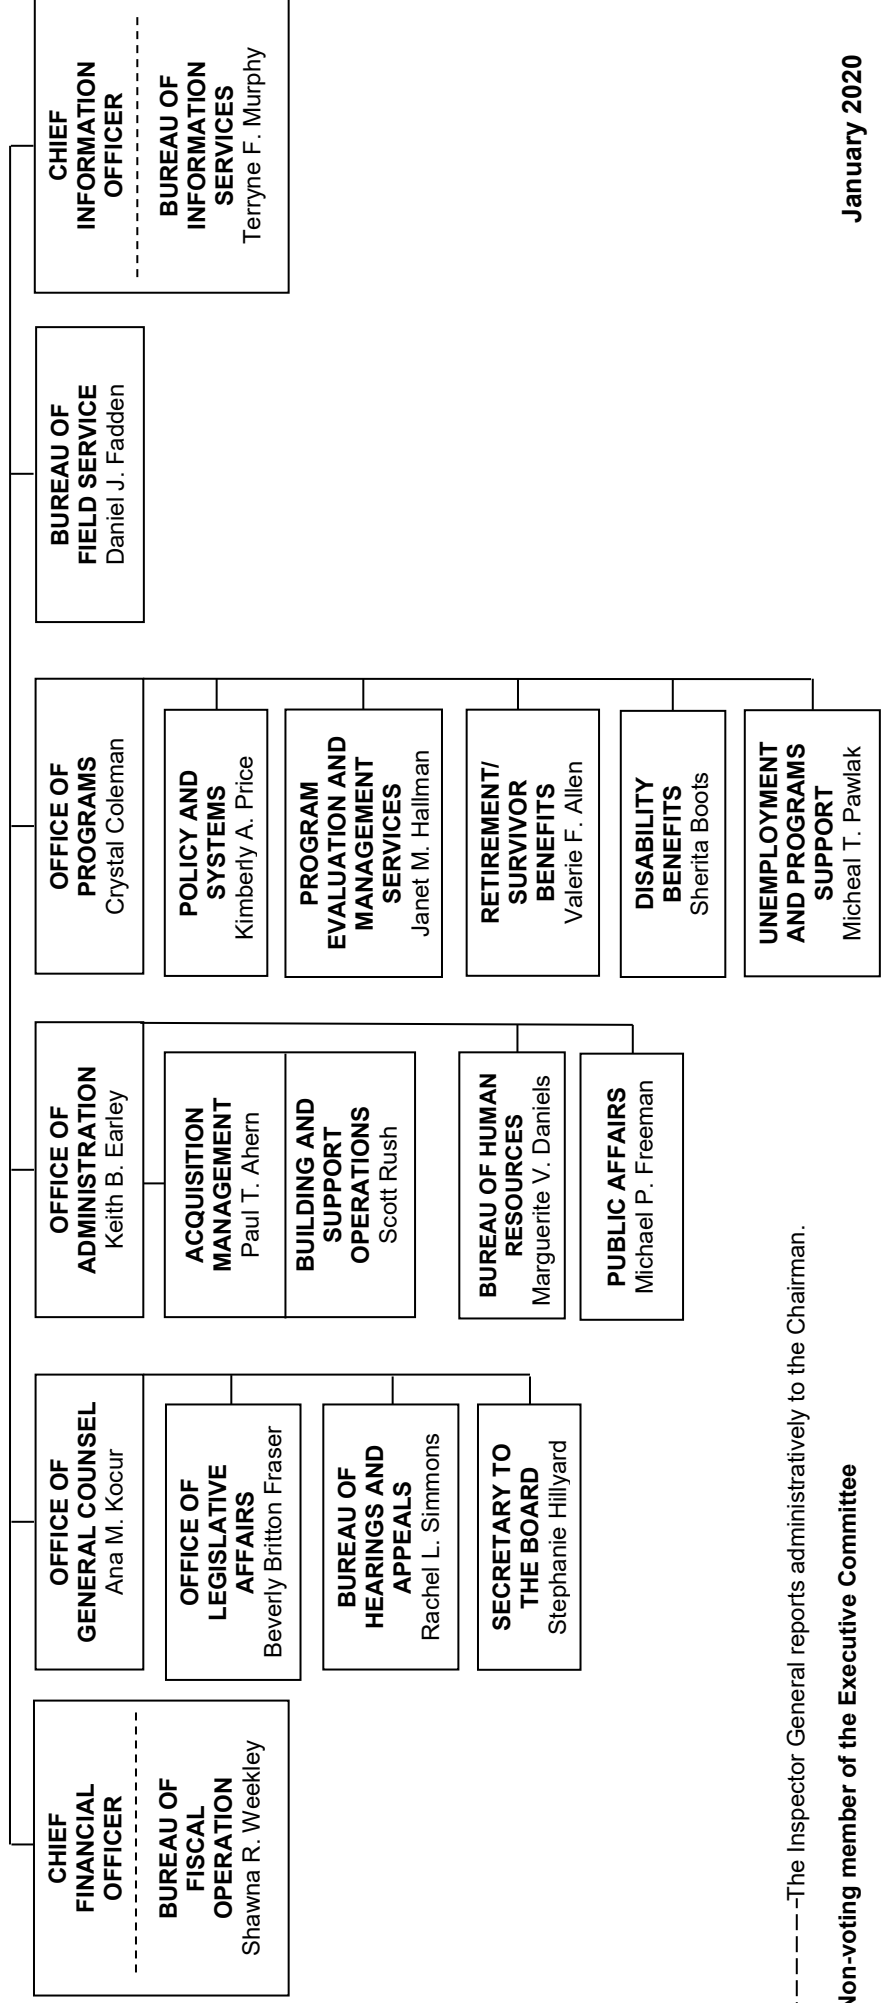 CHIEF
FINANCIAL
OFFICER
BUREAU OF
FISCAL
OPERATION
Shawna R. Weekley
OFFICE OF
GENERAL COUNSEL
Ana M. Kocur
OFFICE OF
LEGISLATIVE
AFFAIRS
Beverly Britton Fraser
BUREAU OF
HEARINGS AND
APPEALS
Rachel L. Simmons
SECRETARY TO
THE BOARD
Stephanie Hillyard
OFFICE OF
ADMINISTRATION
Keith B. Earley
ACQUISITION
MANAGEMENT
Paul T. Ahern
BUILDING AND
SUPPORT
OPERATIONS
Scott Rush
BUREAU OF HUMAN
RESOURCES
Marguerite V. Daniels
PUBLIC AFFAIRS
Michael P. Freeman
OFFICE OF
PROGRAMS
Crystal Coleman
POLICY AND
SYSTEMS
Kimberly A. Price
PROGRAM
EVALUATION AND
MANAGEMENT
SERVICES
Janet M. Hallman
RETIREMENT/
SURVIVOR
BENEFITS
Valerie F. Allen
DISABILITY
BENEFITS
Sherita Boots
UNEMPLOYMENT
AND PROGRAMS
SUPPORT
Micheal T. Pawlak
BUREAU OF
FIELD SERVICE
Daniel J. Fadden
CHIEF
INFORMATION
OFFICER
BUREAU OF
INFORMATION
SERVICES
Terryne F. Murphy
The Inspector General reports administratively to the Chairman.
Non-voting member of the Executive Committee
January 2020